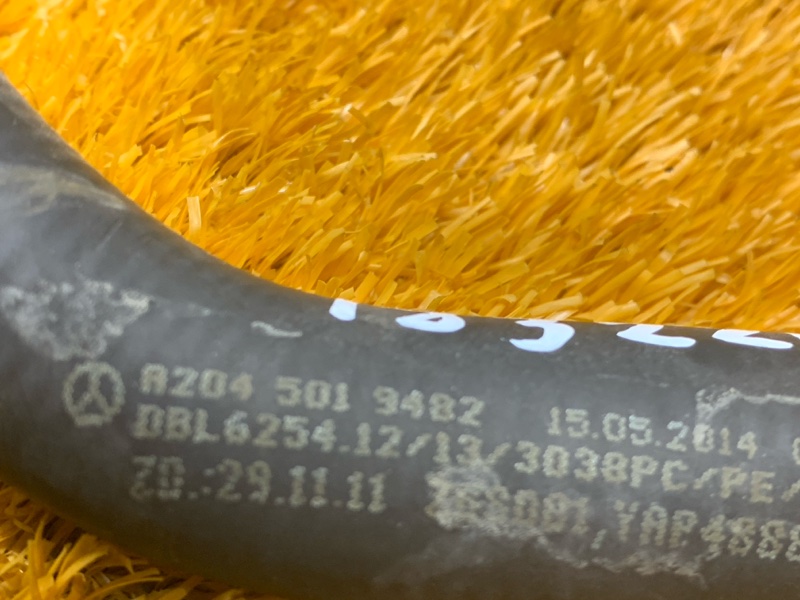 A204 501 9482 15.05.2014
DBL6254.12/13/3038PC/PE/
ZD.:29.11.11